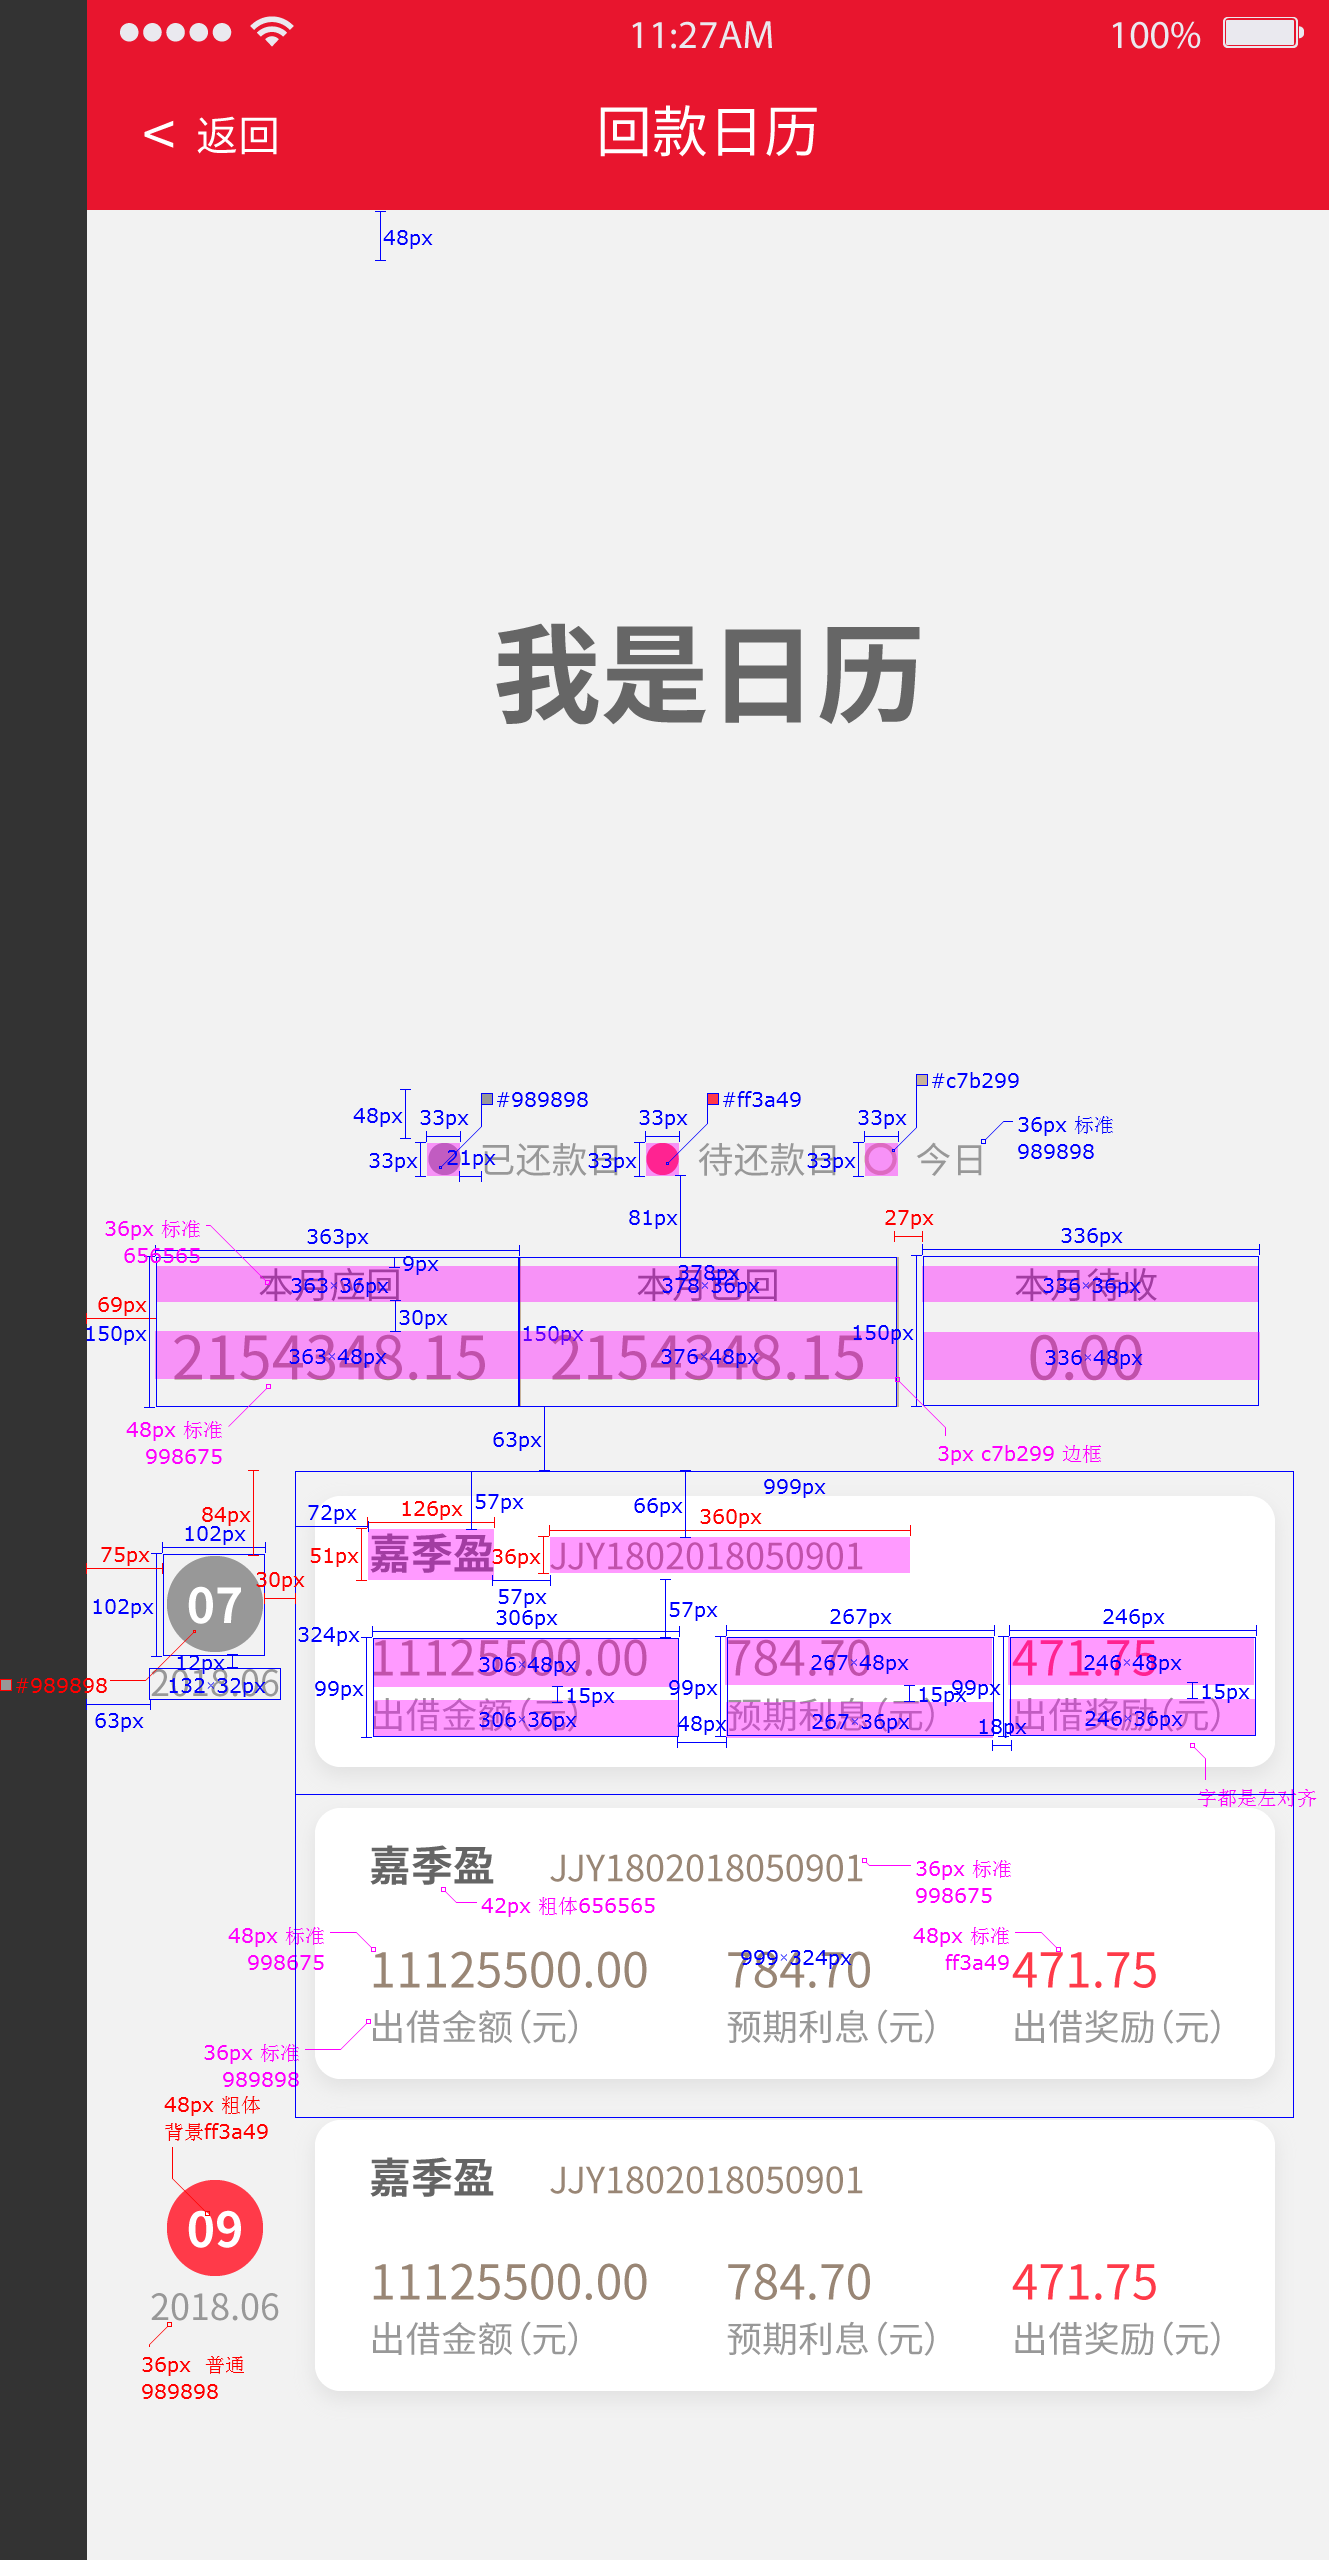 11:27AM
100%
< 返回
回款日历
48px
我是日历
#989898
#ff3a49
#c7b299
48px
33px
33px
33px
36px 标准
989898
33px
21px
已还款日
33px
待还款日
33px
今日
81px
36px 标准
656565
363px
27px
336px
9px
本月应回
363×36px
378px
本月已回
378×36px
本月待收
336×36px
69px
30px
150px
150px
150px
2154348.15
363×48px
2154348.15
376×48px
0.00
336×48px
48px 标准
998675
63px
3px c7b299 边框
84px
72px
126px
57px
66px
999px
360px
102px
75px
51px
嘉季盈
36px
JJY1802018050901
30px
102px
07
57px
57px
306px
267px
246px
324px
12px
11125500.00
306×48px
784.70
267×48px
471.75
246×48px
#989898
2018.06
132×32px
99px
15px
99px
15px
99px
15px
63px
出借金额(元)
306×36px
48px
预期利息(元)
267×36px
18px
出借奖励(元)
246×36px
字都是左对齐
嘉季盈
JJY1802018050901
36px 标准
998675
42px 粗体656565
48px 标准
998675
48px 标准
ff3a49
11125500.00
784.70
999×324px
471.75
出借金额(元)
预期利息(元)
出借奖励(元)
36px 标准
989898
48px 粗体
背景ff3a49
嘉季盈
JJY1802018050901
09
2018.06
11125500.00
784.70
471.75
出借金额(元)
预期利息(元)
出借奖励(元)
36px 普通
989898